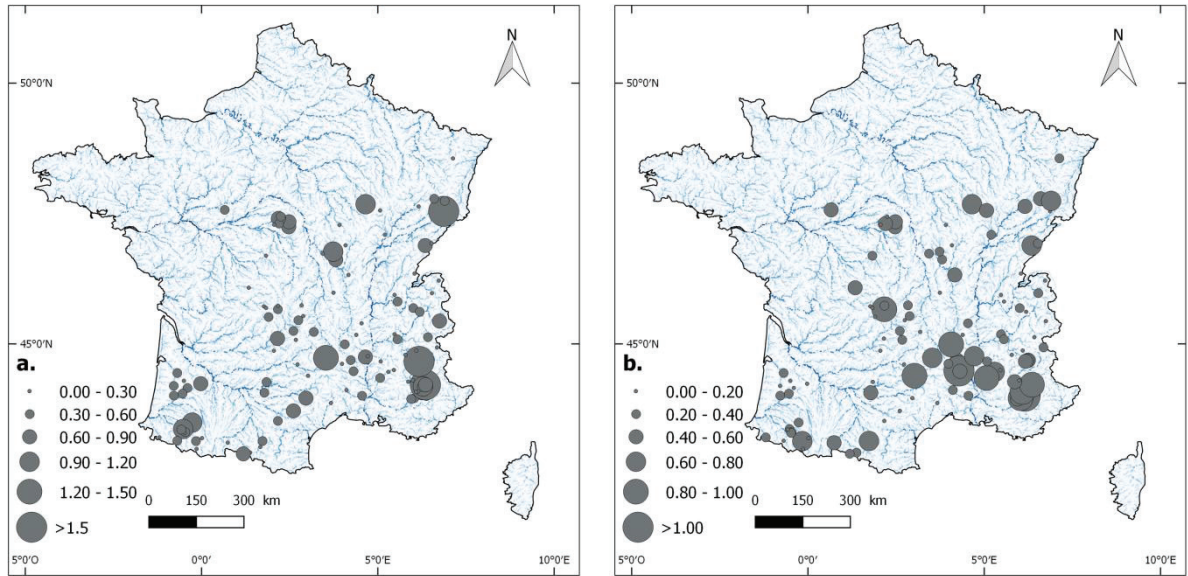 N
50°0'N
45°0'N
a.
0.00 - 0.30
0.30 - 0.60
0.60 - 0.90
0.90 - 1.20
1.20 - 1.50
>1.5
0 150 300 km
5°0'O 0°0' 5°0'E 10°0'E
N
50°0'N
45°0'N
b.
0.00 - 0.20
0.20 - 0.40
0.40 - 0.60
0.60 - 0.80
0.80 - 1.00
>1.00
0 150 300 km
5°0'O 0°0' 5°0'E 10°0'E